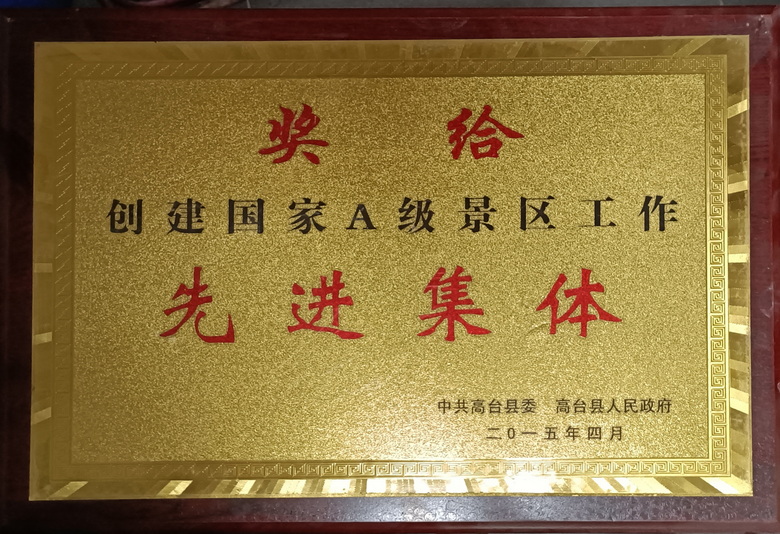 奖给
创建国家A级景区工作
先进集体
中共高台县委 高台县人民政府
二0一五年四月